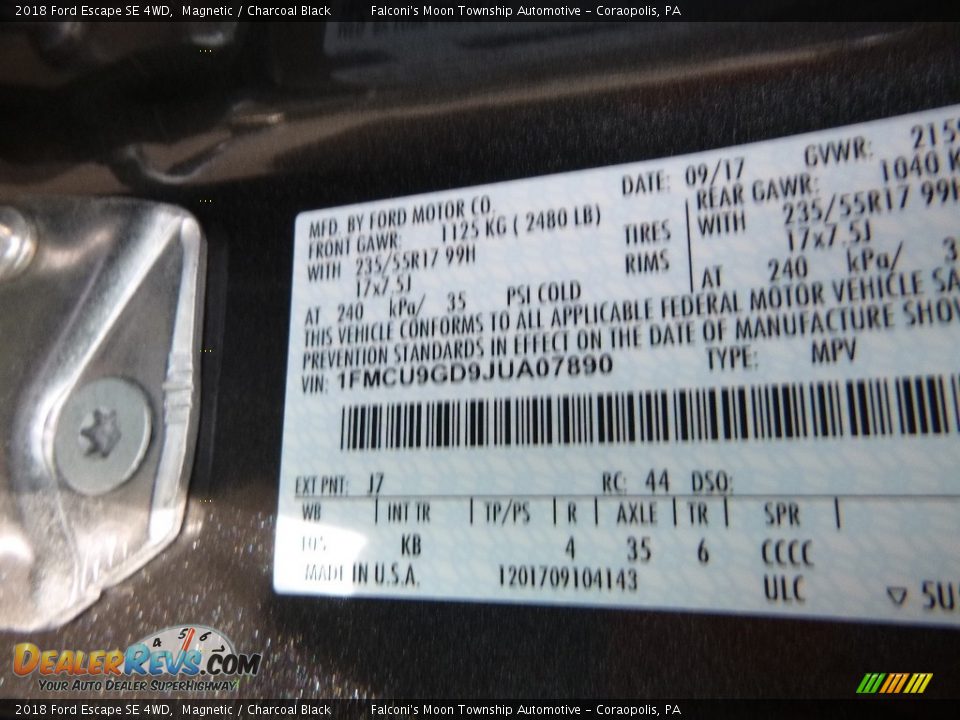 2018 Ford Escape SE 4WD, Magnetic / Charcoal Black Falconi's Moon Township Automotive - Coraopolis, PA
MFD. BY FORD MOTOR CO. DATE: 09/17 GVWR:
FRONT GAWR: 1125 KG ( 2480 LB) REAR GAWR: 1040
WITH 235/55R17 99H TIRES WITH 235/55R17 99H
17x7.5J RIMS 17x7.5J
AT 240 kPa/ 35 PSI COLD AT 240 kPa/
THIS VEHICLE CONFORMS TO ALL APPLICABLE FEDERAL MOTOR VEHICLE
PREVENTION STANDARDS IN EFFECT ON THE DATE OF MANUFACTURE
VIN: 1FMCU9GD9JUA07890 TYPE: MPV
EXT PNT: J7 RC: 44 DSO:
WB INT TR TP/PS R AXLE TR SPR
KB 4 35 6 CCCC
MADE IN U.S.A. 1201709104143 ULC
DEALERREVS.COM
YOUR AUTO DEALER SUPERHIGHWAY
2018 Ford Escape SE 4WD, Magnetic / Charcoal Black Falconi's Moon Township Automotive - Coraopolis, PA